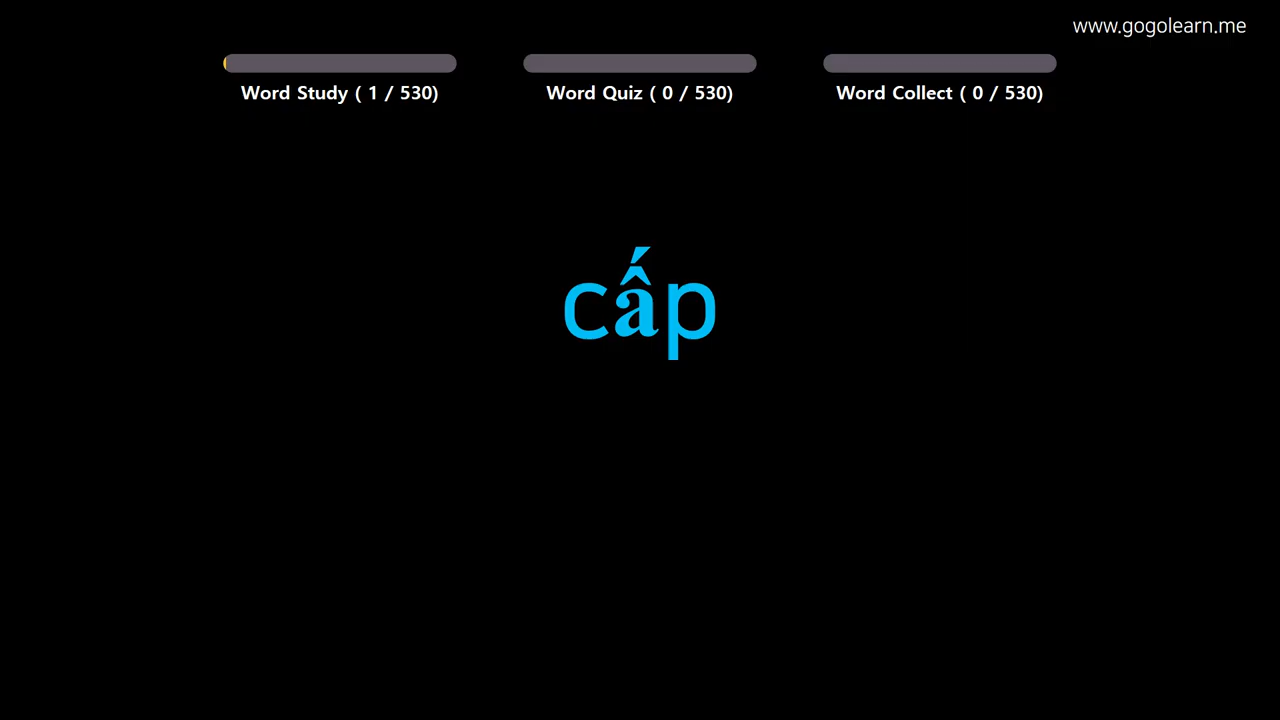 www.gogolearn.me
Word Study ( 1 / 530)
Word Quiz ( 0 / 530)
Word Collect ( 0 / 530)
cấp